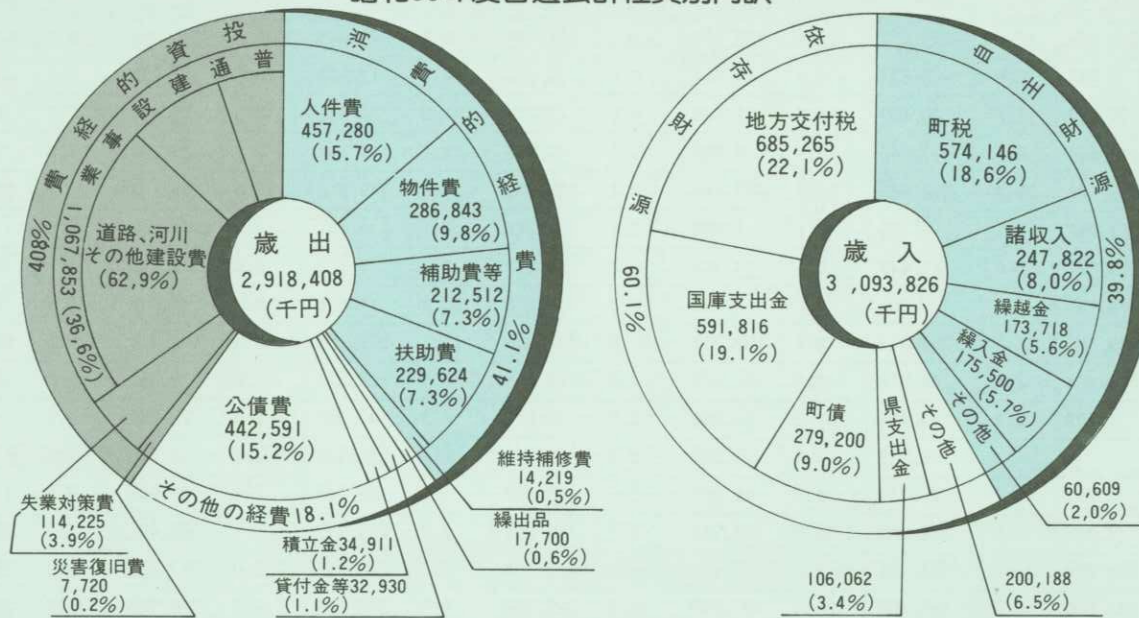 投資的経費
40.8%
普通建設事業
1,067,853 (36,6%)
道路、河川
その他建設費
(62,9%)
失業対策費
114,225
(3.9%)
災害復旧費
7,720
(0.2%)
消費的経費
41.1%
人件費
457,280
(15.7%)
物件費
286,843
(9,8%)
補助費等
212,512
(7.3%)
扶助費
229,624
(7.3%)
維持補修費
14,219
(0,5%)
歳 出
2,918,408
(千円)
公債費
442,591
(15.2%)
その他の経費18.1%
積立金34,911
(1.2%)
貸付金等32,930
(1.1%)
繰出品
17,700
(0,6%)
依存財源
60.1%
地方交付税
685,265
(22,1%)
国庫支出金
591,816
(19.1%)
町債
279,200
(9.0%)
県支出金
106,062
(3.4%)
その他
200,188
(6.5%)
歳 入
3,093,826
(千円)
自主財源
39.8%
町税
574,146
(18,6%)
諸収入
247,822
(8,0%)
繰越金
173,718
(5.6%)
繰入金
175,500
(5.7%)
その他
60,609
(2,0%)